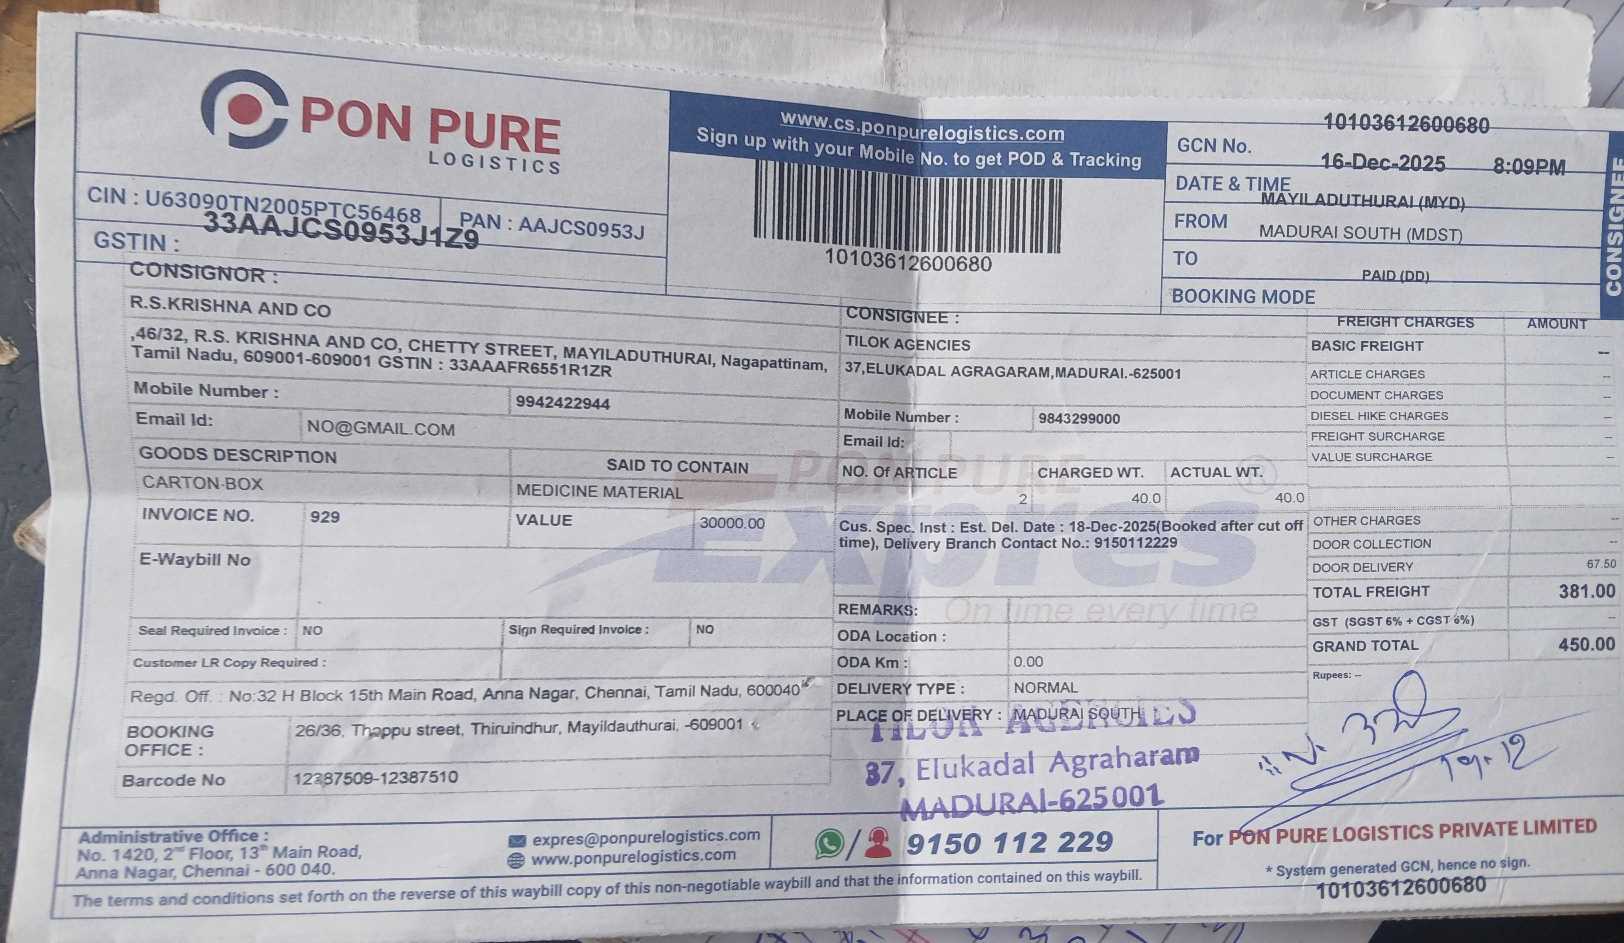 PON PURE
LOGISTICS
CIN : U63090TN2005PTC56468
PAN : AAJCS0953J
GSTIN : 33AAJCS0953J1Z9
www.cs.ponpurelogistics.com
Sign up with your Mobile No. to get POD & Tracking
10103612600680
GCN No. 10103612600680
DATE & TIME 16-Dec-2025 8:09PM
FROM MAYILADUTHURAI (MYD)
TO MADURAI SOUTH (MDST)
BOOKING MODE PAID (DD)
CONSIGNEE
CONSIGNOR :
R.S.KRISHNA AND CO
,46/32, R.S. KRISHNA AND CO, CHETTY STREET, MAYILADUTHURAI, Nagapattinam,
Tamil Nadu, 609001-609001 GSTIN : 33AAAFR6551R1ZR
Mobile Number : 9942422944
Email Id: NO@GMAIL.COM
GOODS DESCRIPTION SAID TO CONTAIN
CARTON-BOX MEDICINE MATERIAL
INVOICE NO. 929 VALUE 30000.00
E-Waybill No
Seal Required Invoice : NO Sign Required Invoice : NO
Customer LR Copy Required :
Regd. Off. : No:32 H Block 15th Main Road, Anna Nagar, Chennai, Tamil Nadu, 600040
BOOKING OFFICE : 26/36, Thoppu street, Thiruindhur, Mayildauthurai, -609001
Barcode No 12387509-12387510
CONSIGNEE :
TILOK AGENCIES
37,ELUKADAL AGRAGARAM,MADURAI.-625001
Mobile Number : 9843299000
Email Id:
NO. Of ARTICLE CHARGED WT. ACTUAL WT.
2 40.0 40.0
Cus. Spec. Inst : Est. Del. Date : 18-Dec-2025(Booked after cut off
time), Delivery Branch Contact No.: 9150112229
PON PURE
Expres ®
On time every time
REMARKS:
ODA Location :
ODA Km : 0.00
DELIVERY TYPE : NORMAL
PLACE OF DELIVERY : MADURAI SOUTH
TILOK AGENCIES
37, Elukadal Agraharam
MADURAI-625001
FREIGHT CHARGES AMOUNT
BASIC FREIGHT --
ARTICLE CHARGES --
DOCUMENT CHARGES --
DIESEL HIKE CHARGES --
FREIGHT SURCHARGE --
VALUE SURCHARGE --
OTHER CHARGES --
DOOR COLLECTION --
DOOR DELIVERY 67.50
TOTAL FREIGHT 381.00
GST (SGST 6% + CGST 6%) --
GRAND TOTAL 450.00
Rupees: --
19.12
For PON PURE LOGISTICS PRIVATE LIMITED
* System generated GCN, hence no sign.
10103612600680
Administrative Office :
No. 1420, 2nd Floor, 13th Main Road,
Anna Nagar, Chennai - 600 040.
expres@ponpurelogistics.com
www.ponpurelogistics.com
9150 112 229
The terms and conditions set forth on the reverse of this waybill copy of this non-negotiable waybill and that the information contained on this waybill.